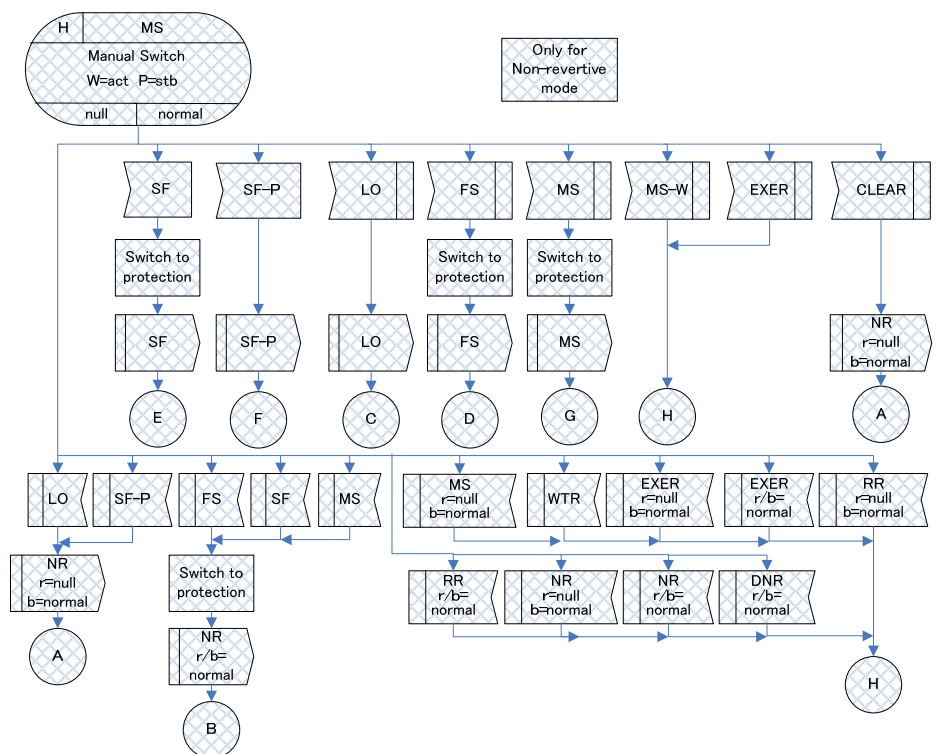 H MS
Manual Switch
W=act P=stb
null normal
Only for
Non-revertive
mode
SF SF-P LO FS MS MS-W EXER CLEAR
Switch to
protection
Switch to
protection
Switch to
protection
SF SF-P LO FS MS
NR
r=null
b=normal
E F C D G H A
LO SF-P FS SF MS
MS
r=null
b=normal
WTR
EXER
r=null
b=normal
EXER
r/b=
normal
RR
r=null
b=normal
NR
r=null
b=normal
Switch to
protection
RR
r/b=
normal
NR
r=null
b=normal
NR
r/b=
normal
DNR
r/b=
normal
A
NR
r/b=
normal
H
B